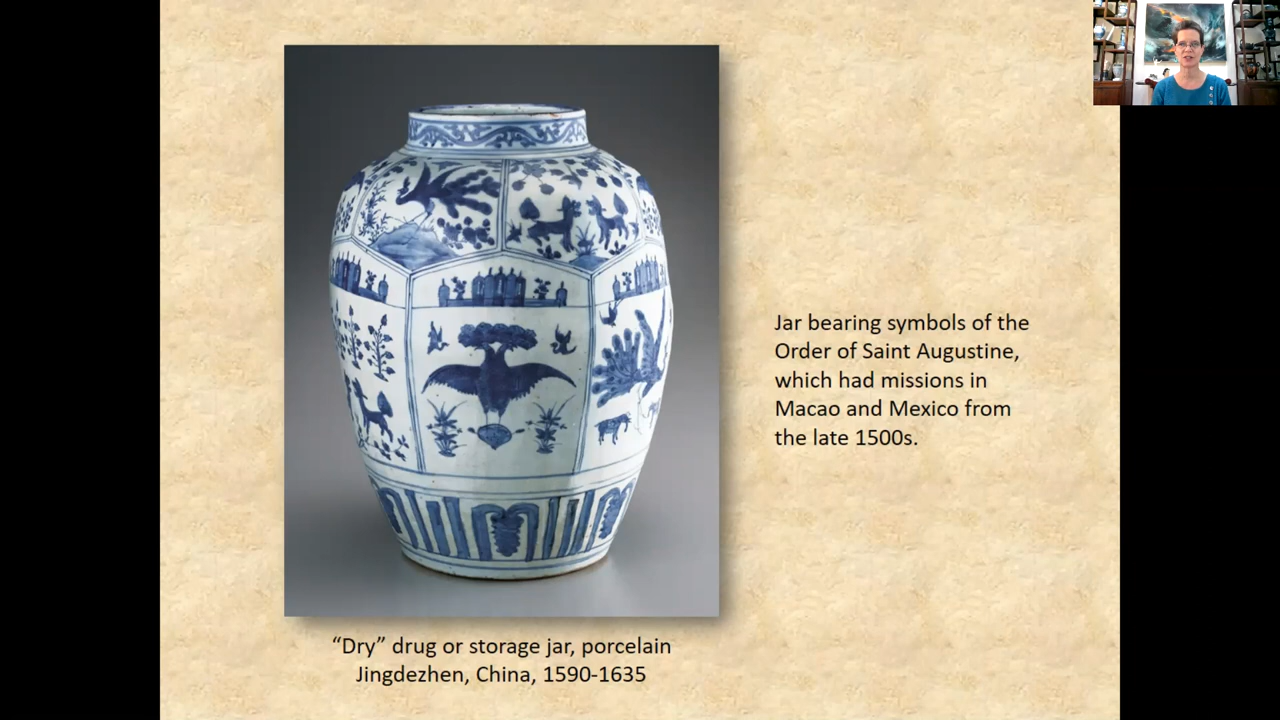 Jar bearing symbols of the
Order of Saint Augustine,
which had missions in
Macao and Mexico from
the late 1500s.
“Dry” drug or storage jar, porcelain
Jingdezhen, China, 1590-1635